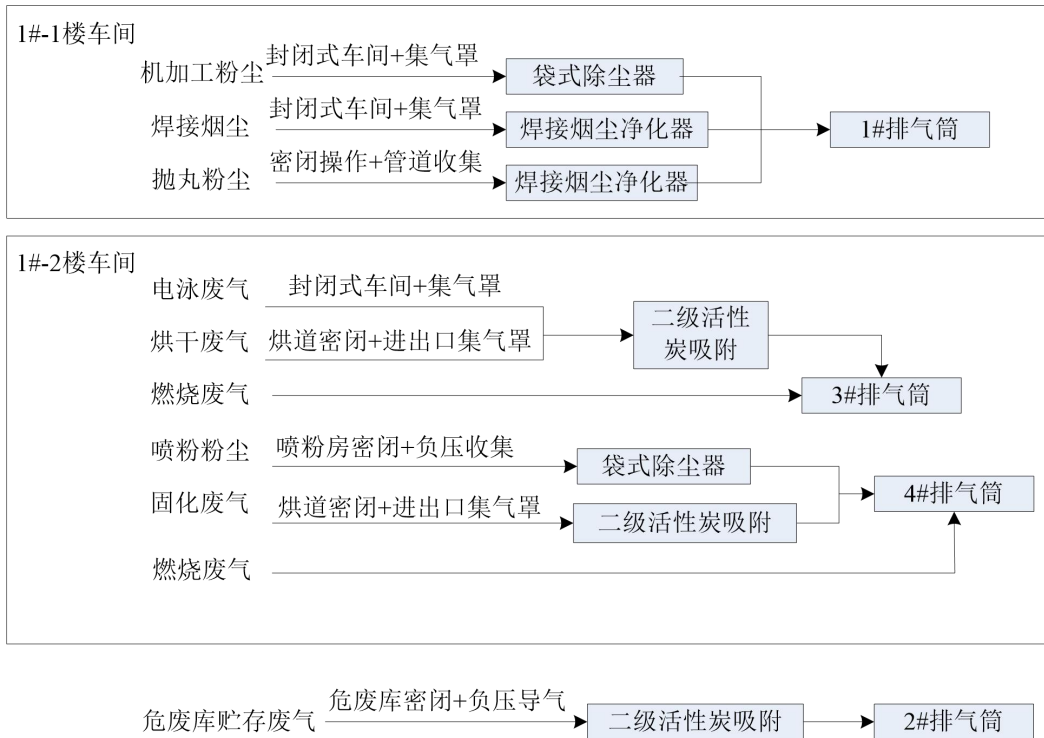 1#-1楼车间
机加工粉尘
封闭式车间+集气罩
袋式除尘器
焊接烟尘
封闭式车间+集气罩
焊接烟尘净化器
1#排气筒
抛丸粉尘
密闭操作+管道收集
焊接烟尘净化器
1#-2楼车间
电泳废气
封闭式车间+集气罩
烘干废气
烘道密闭+进出口集气罩
二级活性
炭吸附
燃烧废气
3#排气筒
喷粉粉尘
喷粉房密闭+负压收集
袋式除尘器
固化废气
烘道密闭+进出口集气罩
二级活性炭吸附
4#排气筒
燃烧废气
危废库贮存废气
危废库密闭+负压导气
二级活性炭吸附
2#排气筒